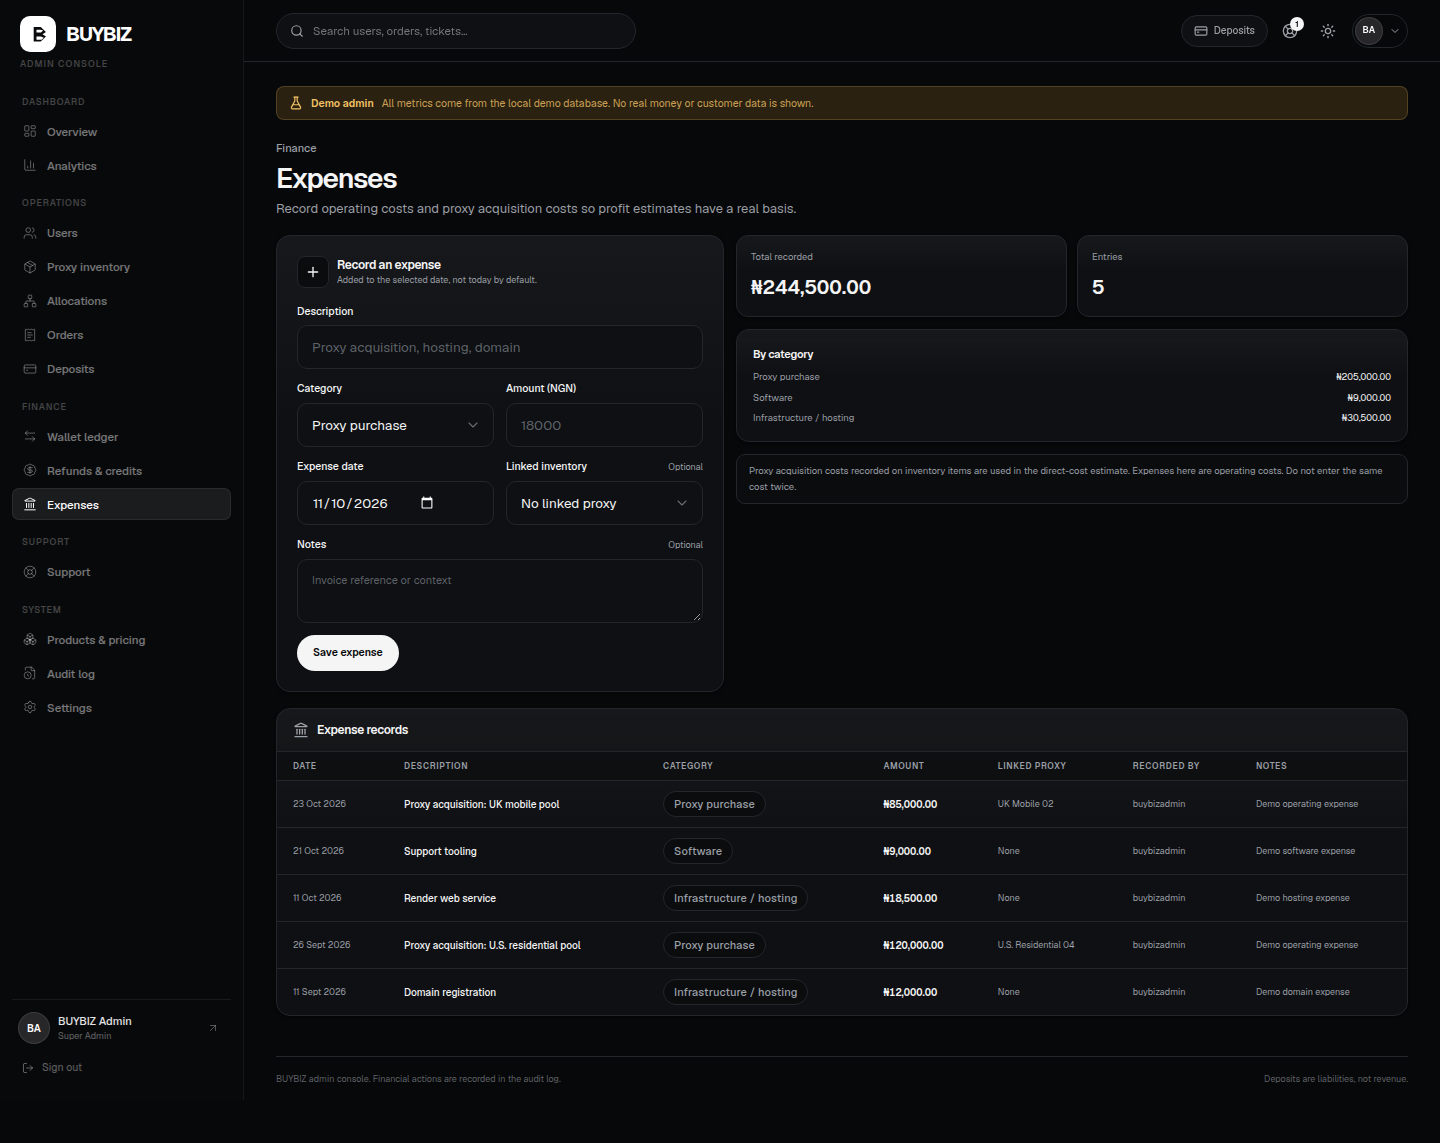 BUYBIZ
ADMIN CONSOLE
DASHBOARD
Overview
Analytics
OPERATIONS
Users
Proxy inventory
Allocations
Orders
Deposits
FINANCE
Wallet ledger
Refunds & credits
Expenses
SUPPORT
Support
SYSTEM
Products & pricing
Audit log
Settings
BA
BUYBIZ Admin
Super Admin
Sign out
Search users, orders, tickets...
Deposits
1
BA
Demo admin All metrics come from the local demo database. No real money or customer data is shown.
Finance
Expenses
Record operating costs and proxy acquisition costs so profit estimates have a real basis.
Record an expense
Added to the selected date, not today by default.
Description
Proxy acquisition, hosting, domain
Category
Amount (NGN)
Proxy purchase
18000
Expense date
Linked inventory Optional
11/10/2026
No linked proxy
Notes Optional
Invoice reference or context
Save expense
Total recorded
₦244,500.00
Entries
5
By category
Proxy purchase ₦205,000.00
Software ₦9,000.00
Infrastructure / hosting ₦30,500.00
Proxy acquisition costs recorded on inventory items are used in the direct-cost estimate. Expenses here are operating costs. Do not enter the same
cost twice.
Expense records
DATE DESCRIPTION CATEGORY AMOUNT LINKED PROXY RECORDED BY NOTES
23 Oct 2026 Proxy acquisition: UK mobile pool Proxy purchase ₦85,000.00 UK Mobile 02 buybizadmin Demo operating expense
21 Oct 2026 Support tooling Software ₦9,000.00 None buybizadmin Demo software expense
11 Oct 2026 Render web service Infrastructure / hosting ₦18,500.00 None buybizadmin Demo hosting expense
26 Sept 2026 Proxy acquisition: U.S. residential pool Proxy purchase ₦120,000.00 U.S. Residential 04 buybizadmin Demo operating expense
11 Sept 2026 Domain registration Infrastructure / hosting ₦12,000.00 None buybizadmin Demo domain expense
BUYBIZ admin console. Financial actions are recorded in the audit log.
Deposits are liabilities, not revenue.